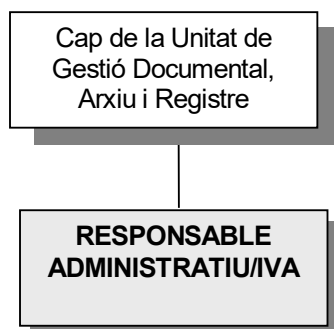 Cap de la Unitat de
Gestió Documental,
Arxiu i Registre
RESPONSABLE
ADMINISTRATIU/IVA